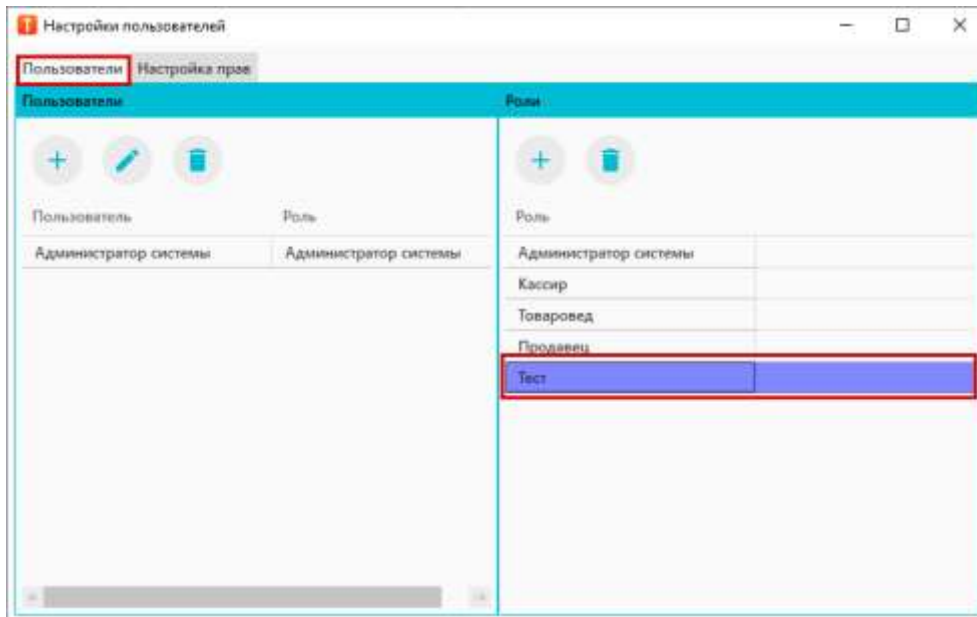 Настройки пользователей
Пользователи Настройка прав
Пользователи Роли
Пользователь Роль Роль
Администратор системы Администратор системы Администратор системы
Кассир
Товаровед
Продавец
Тест